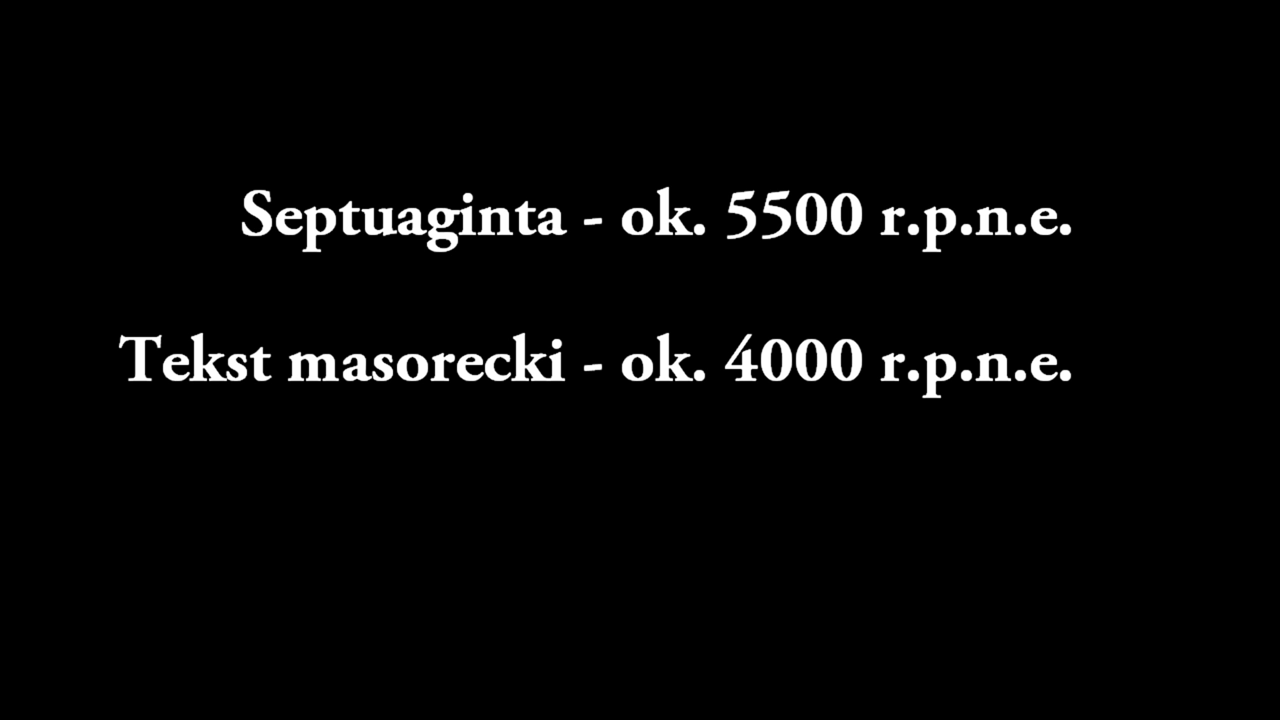 Septuaginta - ok. 5500 r.p.n.e.
Tekst masorecki - ok. 4000 r.p.n.e.